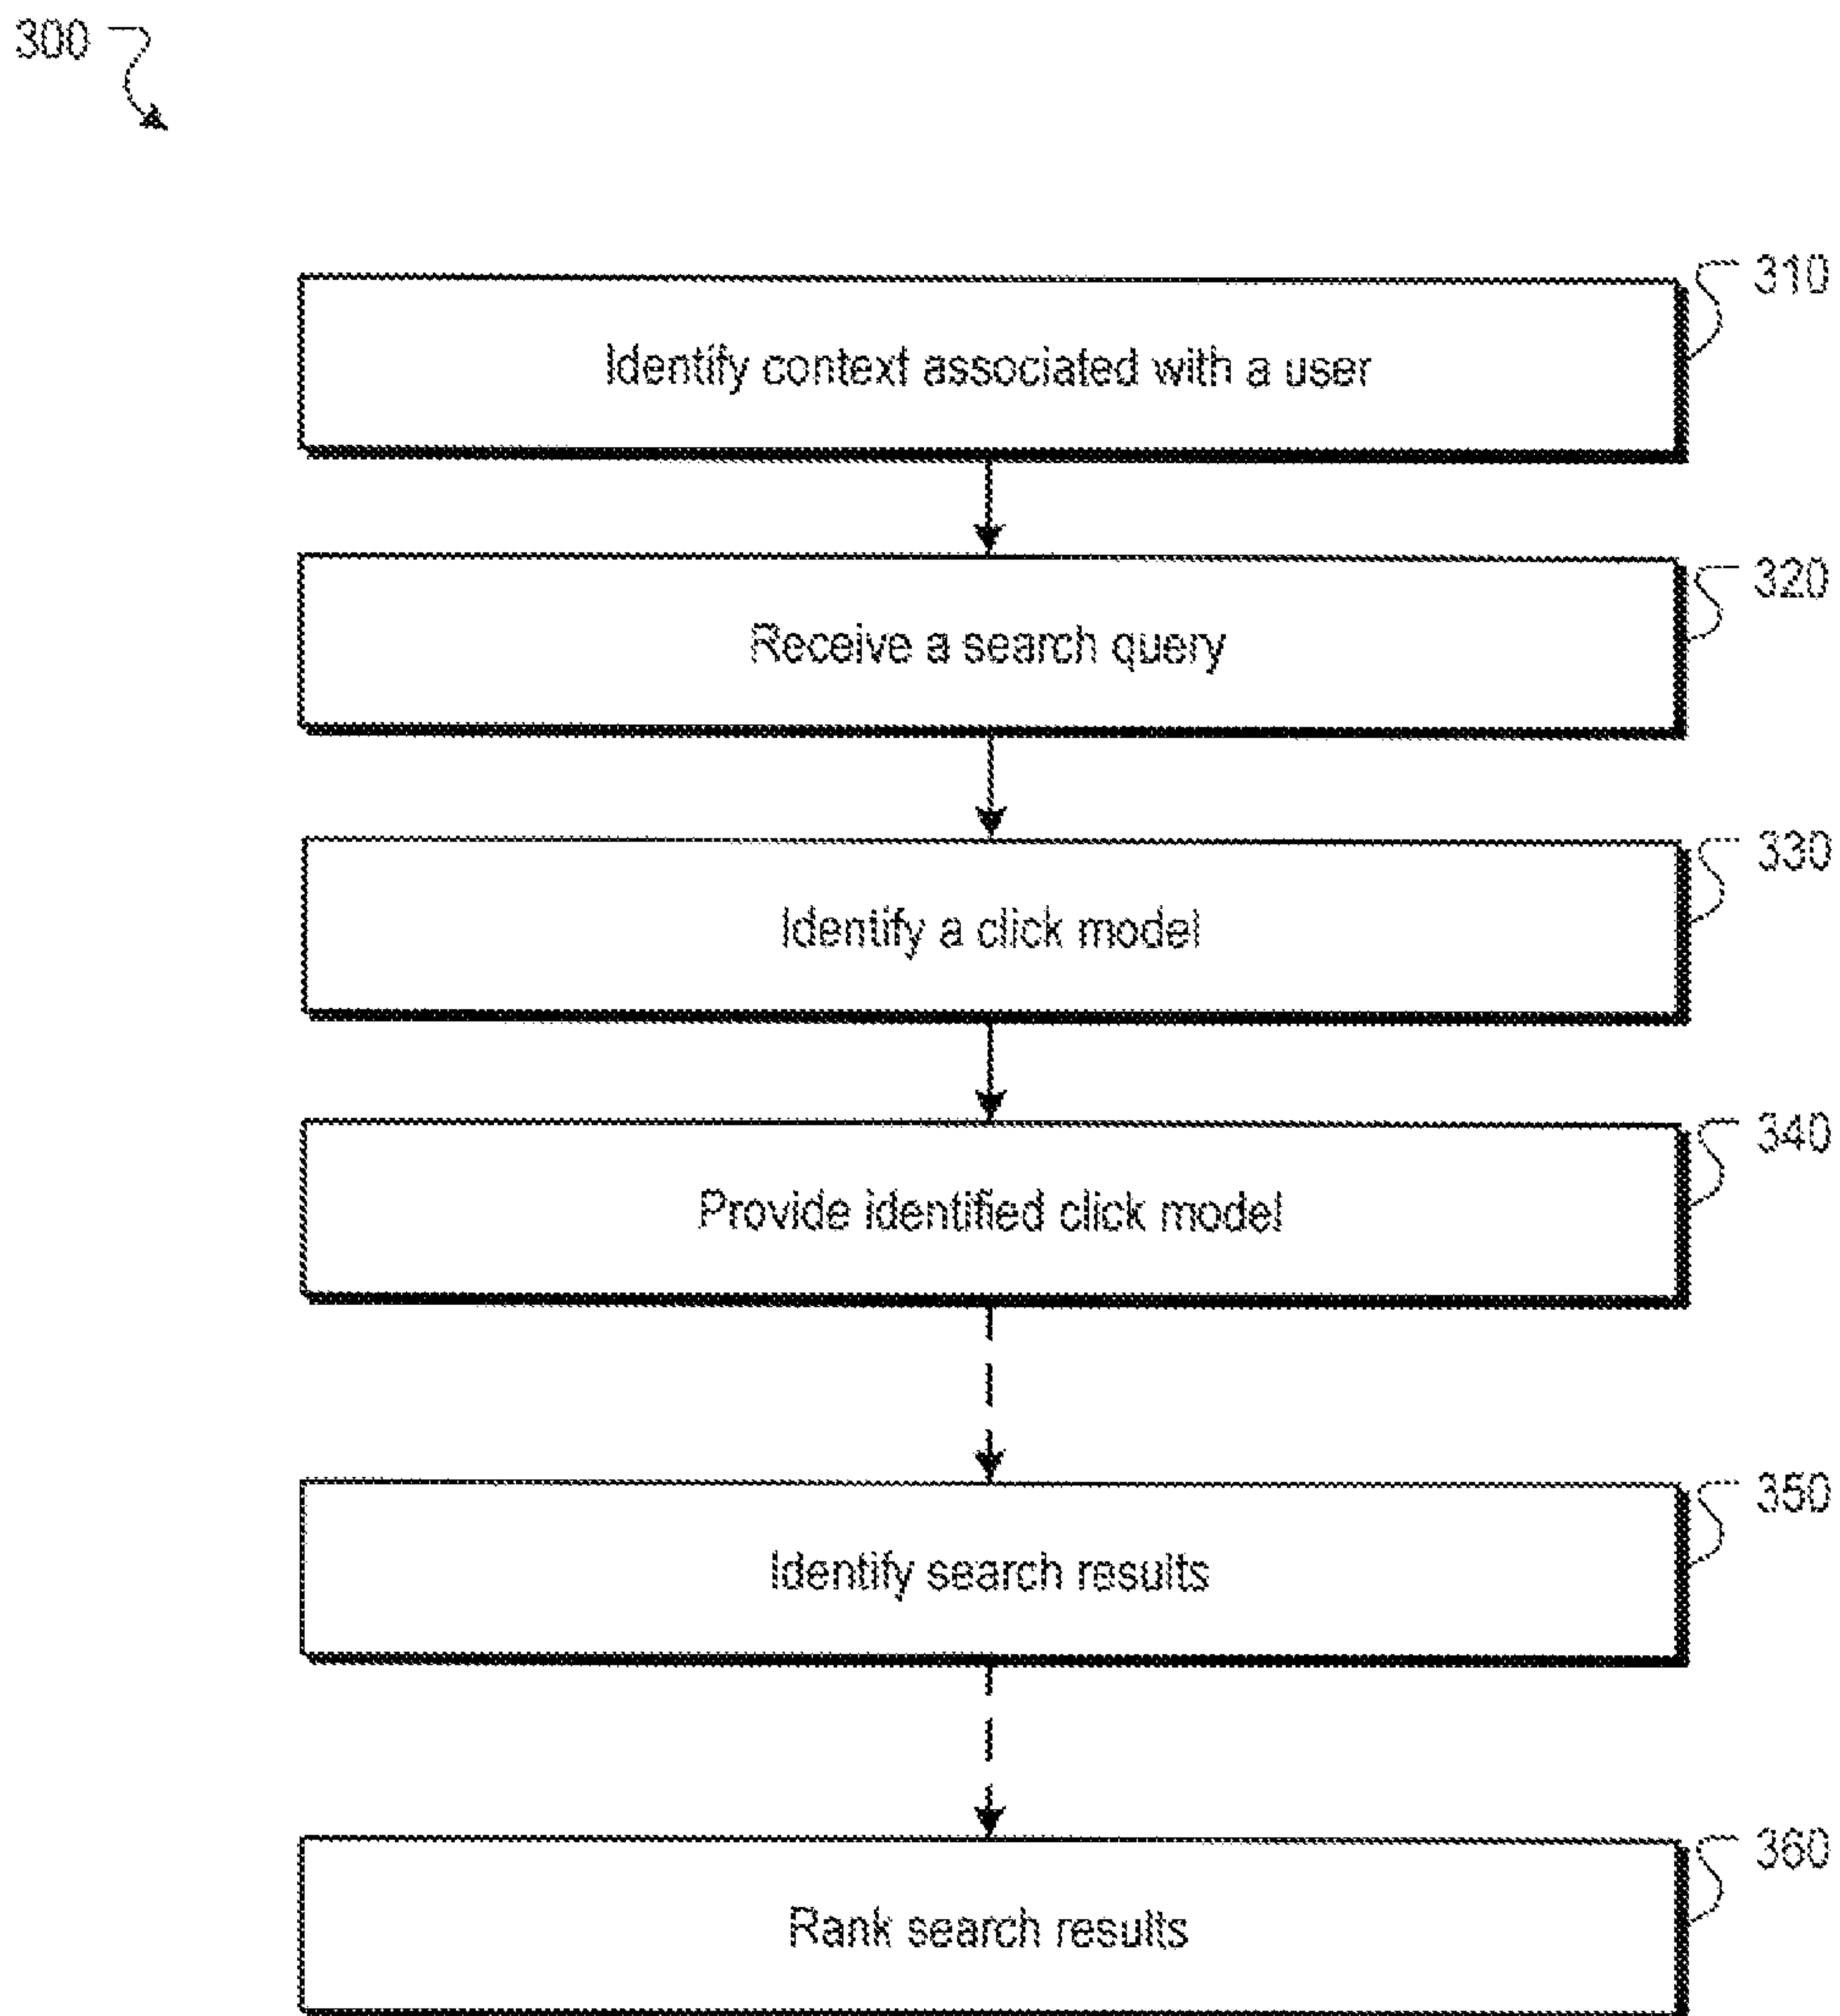 300
310
Identify context associated with a user
320
Receive a search query
330
Identify a click model
340
Provide identified click model
350
Identify search results
360
Rank search results